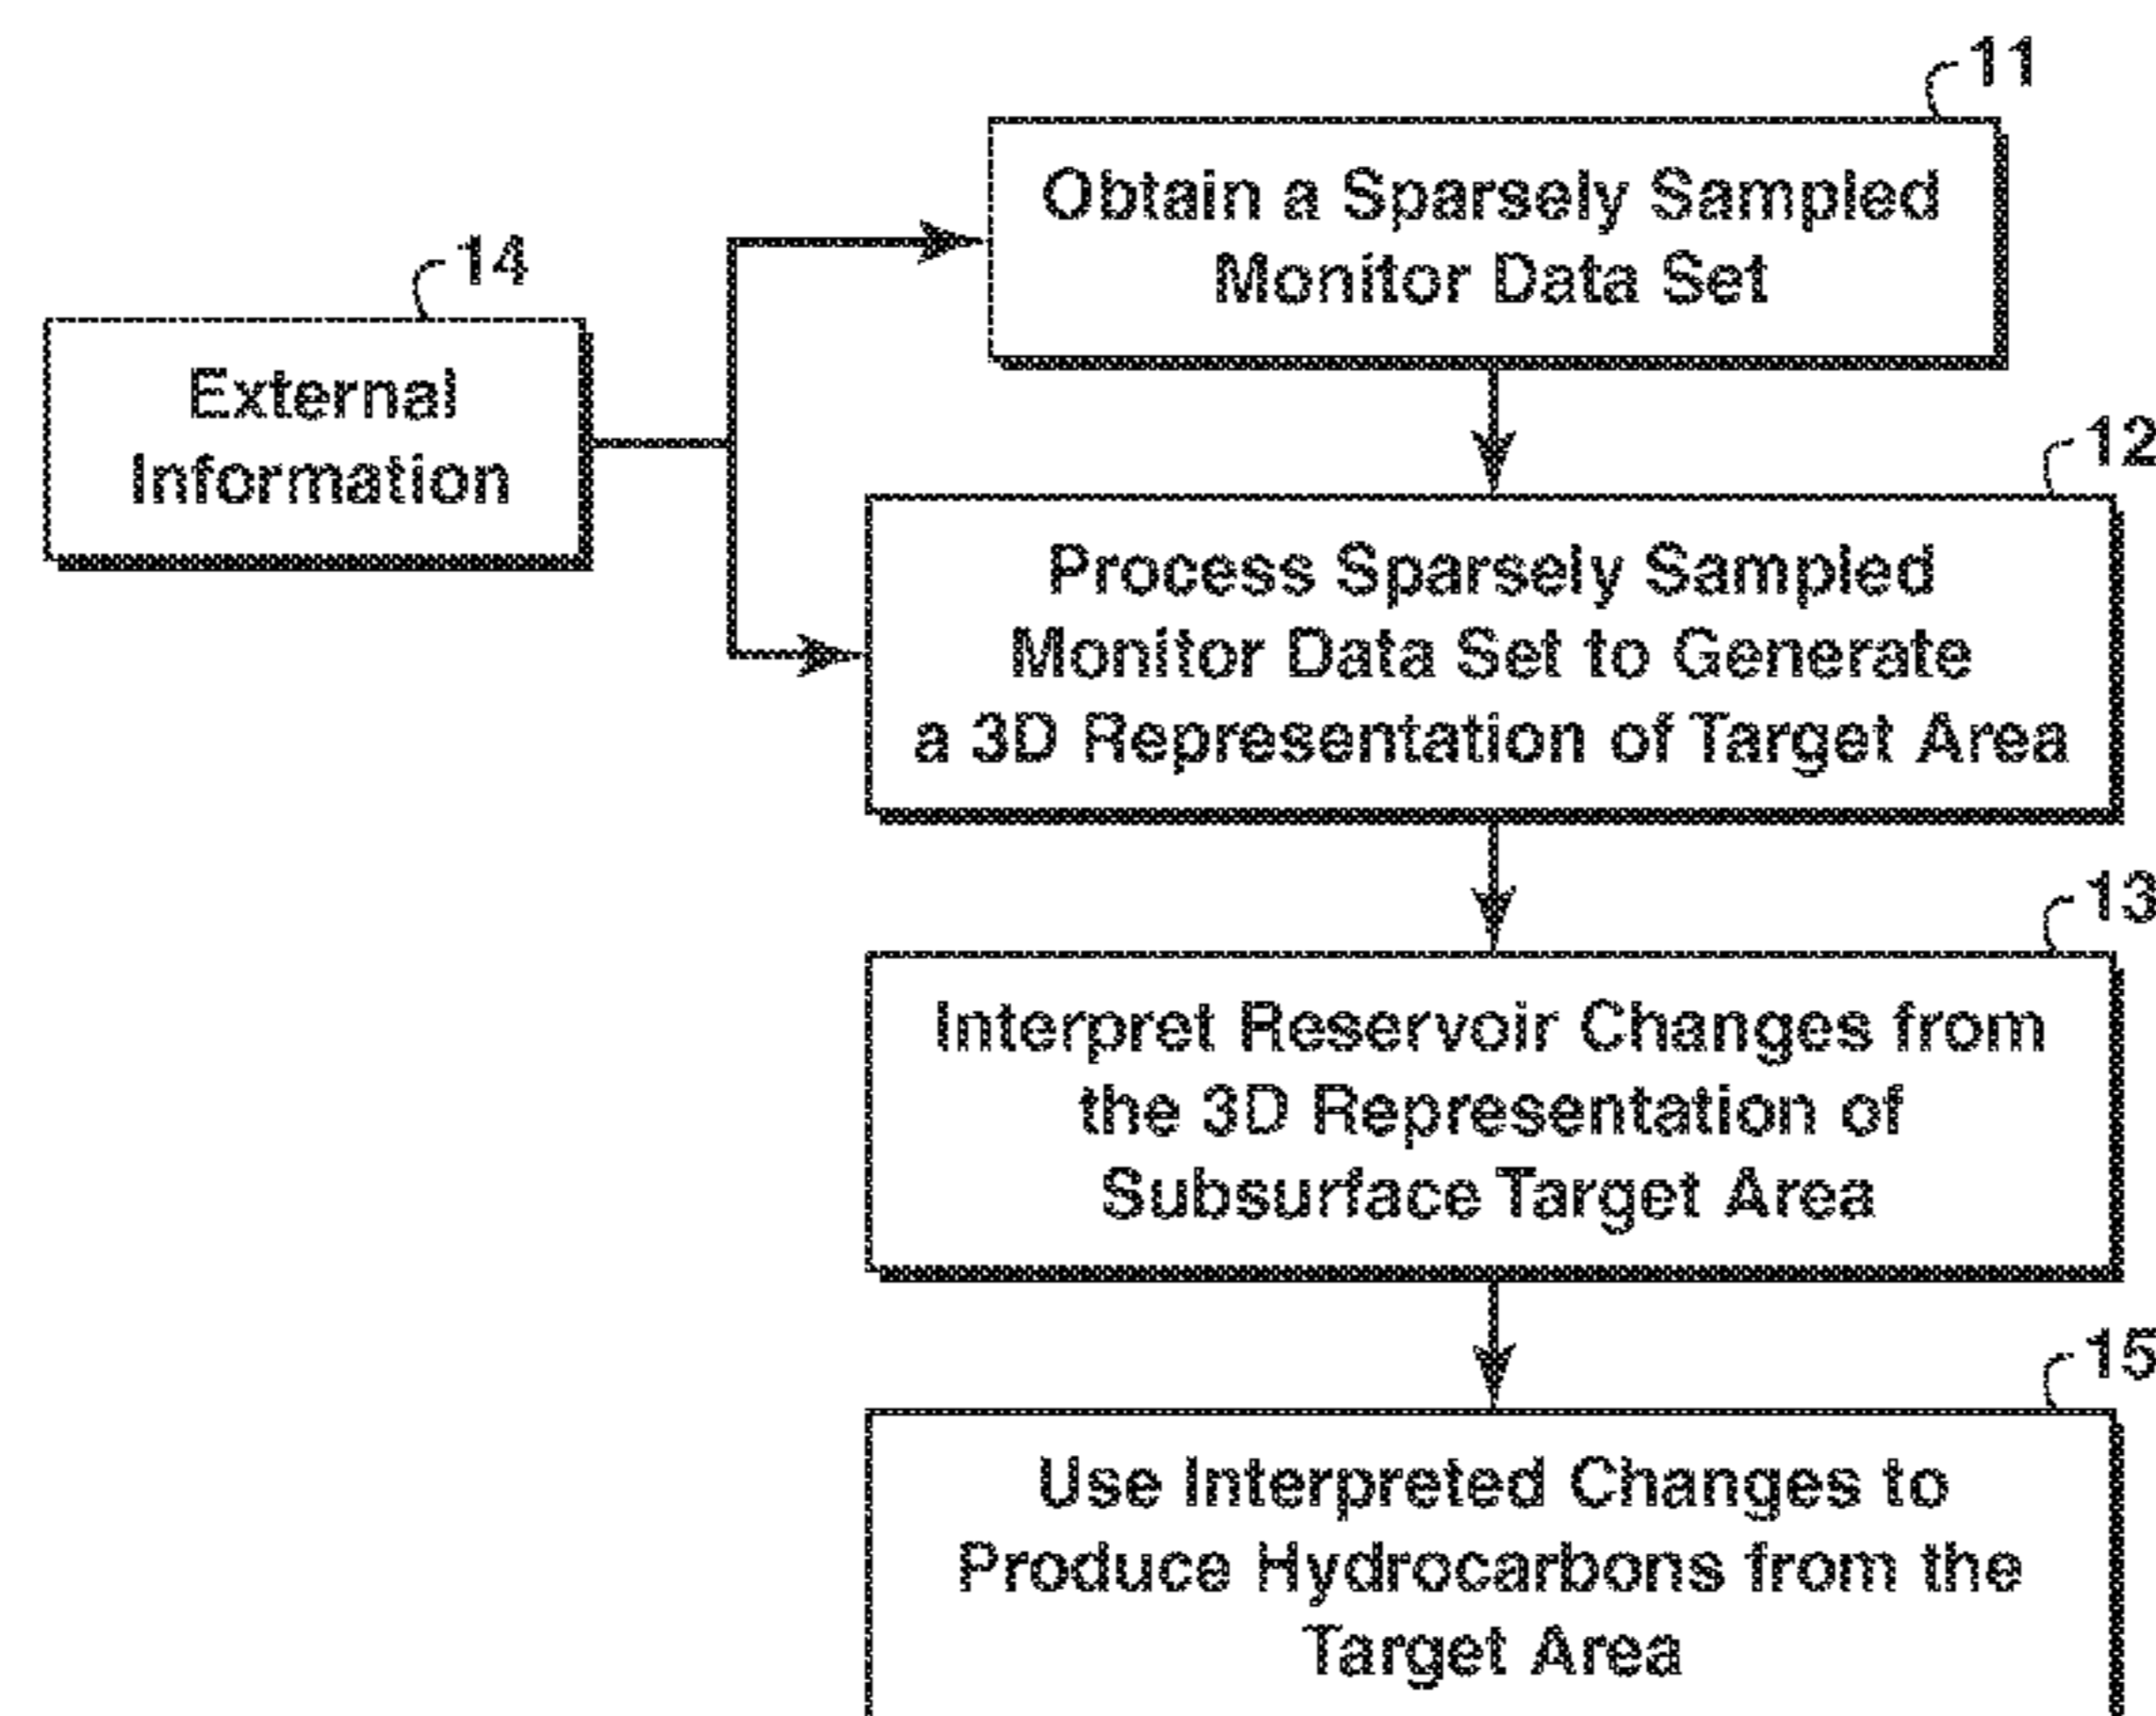 11
Obtain a Sparsely Sampled
Monitor Data Set
14
External
Information
12
Process Sparsely Sampled
Monitor Data Set to Generate
a 3D Representation of Target Area
13
Interpret Reservoir Changes from
the 3D Representation of
Subsurface Target Area
15
Use Interpreted Changes to
Produce Hydrocarbons from the
Target Area